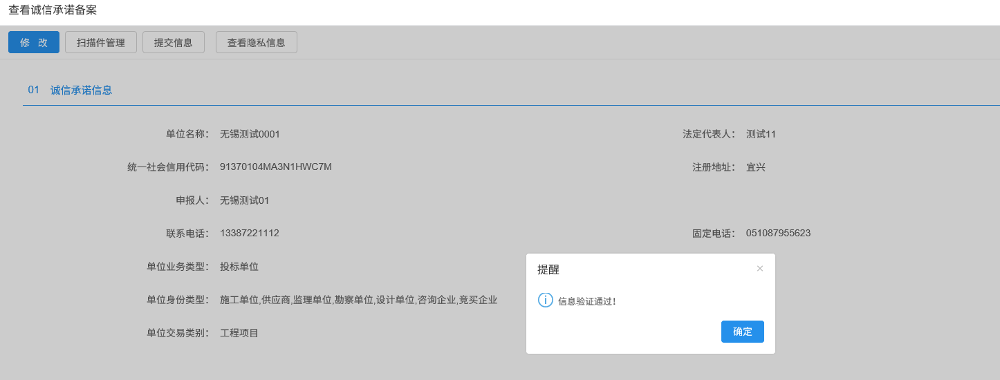 查看诚信承诺备案
修 改 扫描件管理 提交信息 查看隐私信息
01 诚信承诺信息
单位名称： 无锡测试0001 法定代表人： 测试11
统一社会信用代码： 91370104MA3N1HWC7M 注册地址： 宜兴
申报人： 无锡测试01
联系电话： 13387221112 固定电话： 051087955623
单位业务类型： 投标单位
单位身份类型： 施工单位,供应商,监理单位,勘察单位,设计单位,咨询企业,竞买企业
单位交易类别： 工程项目
提醒 ×
信息验证通过！
确定